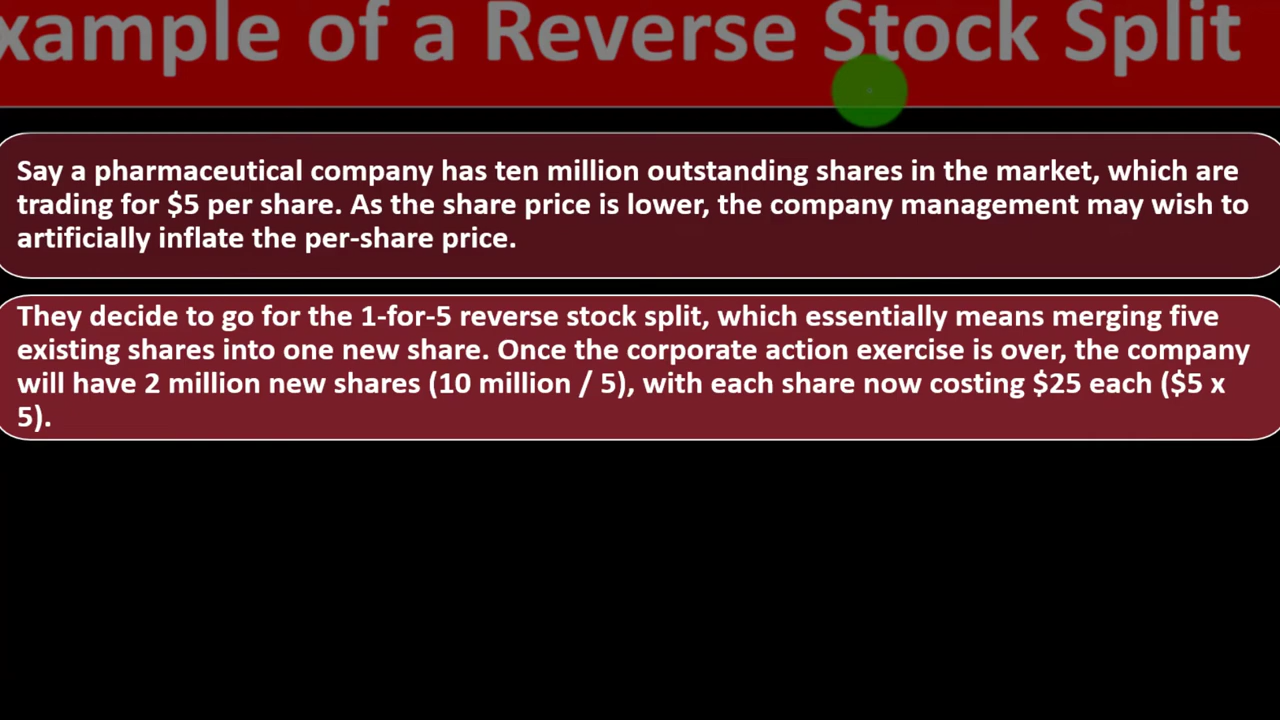 xample of a Reverse Stock Split
Say a pharmaceutical company has ten million outstanding shares in the market, which are
trading for $5 per share. As the share price is lower, the company management may wish to
artificially inflate the per-share price.
They decide to go for the 1-for-5 reverse stock split, which essentially means merging five
existing shares into one new share. Once the corporate action exercise is over, the company
will have 2 million new shares (10 million / 5), with each share now costing $25 each ($5 x
5).